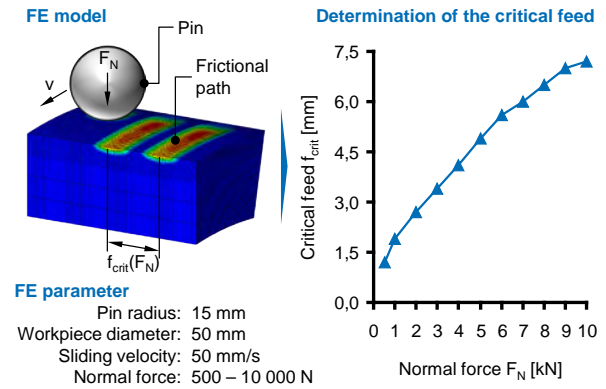 FE model
Pin
F_N
v
Frictional
path
f_crit(F_N)
FE parameter
Pin radius: 15 mm
Workpiece diameter: 50 mm
Sliding velocity: 50 mm/s
Normal force: 500 – 10 000 N
Determination of the critical feed
Critical feed f_crit [mm]
7,5
6,0
4,5
3,0
1,5
0,0
0 1 2 3 4 5 6 7 8 9 10
Normal force F_N [kN]